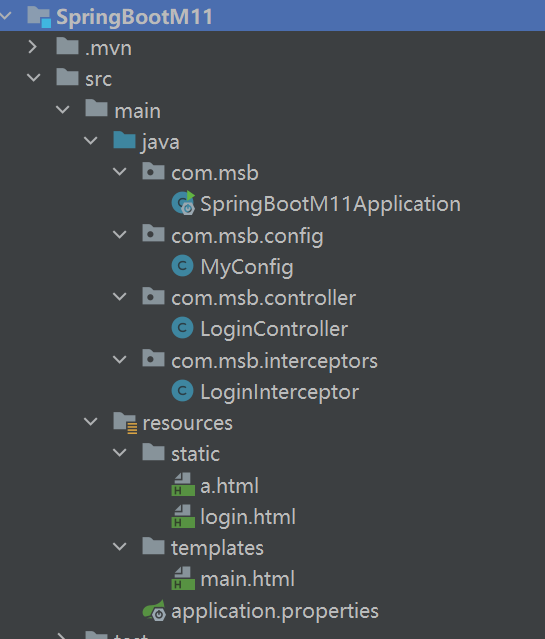 SpringBootM11
.mvn
src
main
java
com.msb
SpringBootM11Application
com.msb.config
MyConfig
com.msb.controller
LoginController
com.msb.interceptors
LoginInterceptor
resources
static
a.html
login.html
templates
main.html
application.properties